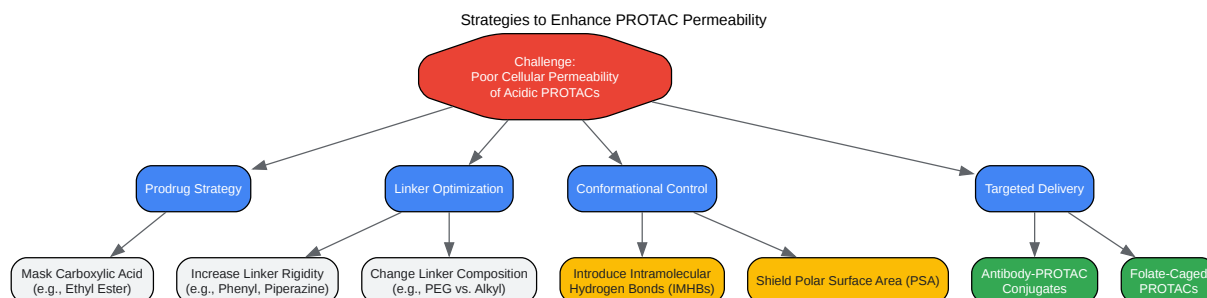 Strategies to Enhance PROTAC Permeability
Challenge:
Poor Cellular Permeability
of Acidic PROTACs
Prodrug Strategy
Linker Optimization
Conformational Control
Targeted Delivery
Mask Carboxylic Acid
(e.g., Ethyl Ester)
Increase Linker Rigidity
(e.g., Phenyl, Piperazine)
Change Linker Composition
(e.g., PEG vs. Alkyl)
Introduce Intramolecular
Hydrogen Bonds (IMHBs)
Shield Polar Surface Area (PSA)
Antibody-PROTAC
Conjugates
Folate-Caged
PROTACs